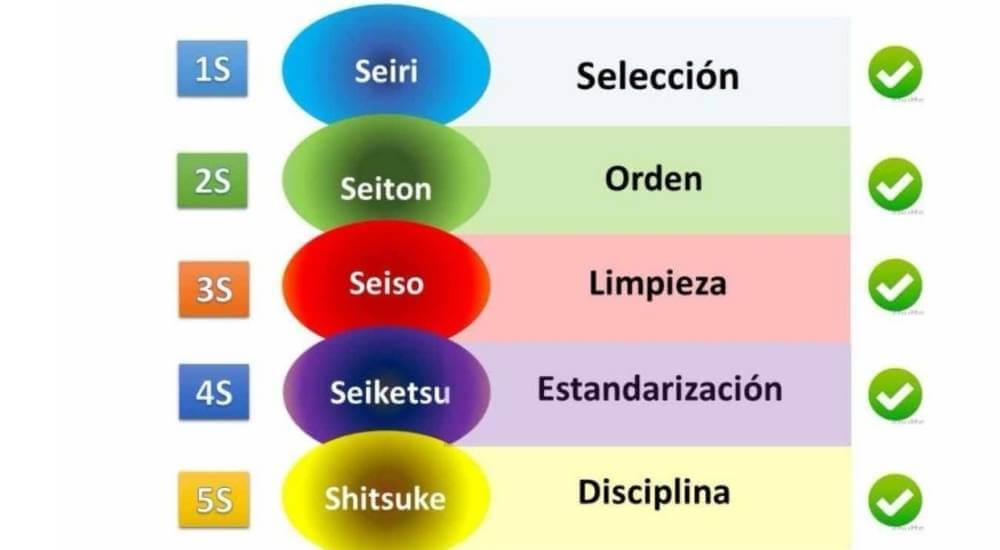 1S Seiri Selección
2S Seiton Orden
3S Seiso Limpieza
4S Seiketsu Estandarización
5S Shitsuke Disciplina